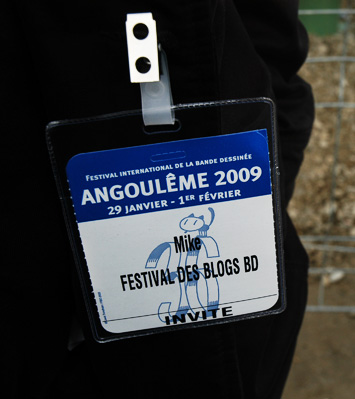 FESTIVAL INTERNATIONAL DE LA BANDE DESSINÉE
ANGOULÊME 2009
29 JANVIER - 1ER FÉVRIER
Mike
FESTIVAL DES BLOGS BD
INVITE